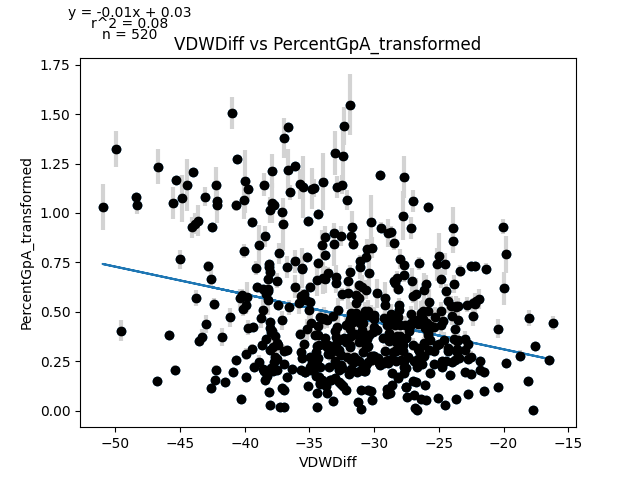 y = -0.01x + 0.03
r^2 = 0.08
n = 520
VDWDiff vs PercentGpA_transformed
1.75
1.50
1.25
1.00
0.75
0.50
0.25
0.00
PercentGpA_transformed
−50 −45 −40 −35 −30 −25 −20 −15
VDWDiff